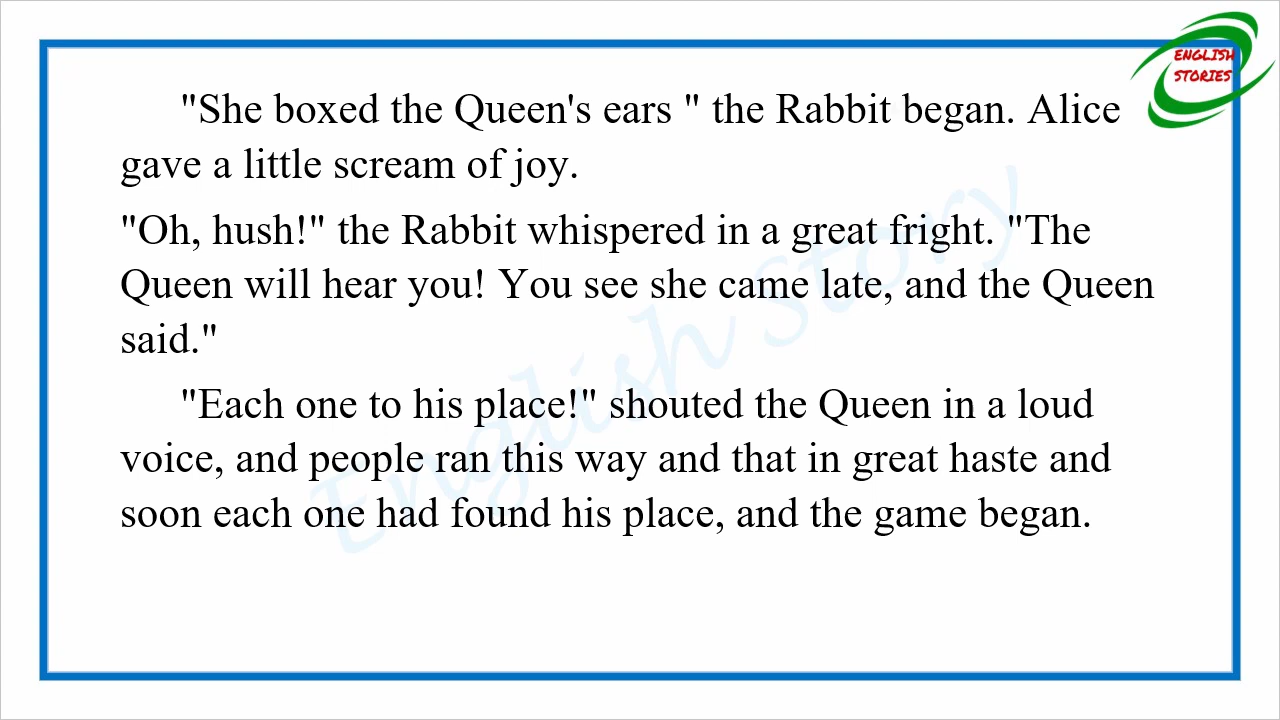 ENGLISH
STORIES
"She boxed the Queen's ears " the Rabbit began. Alice
gave a little scream of joy.
"Oh, hush!" the Rabbit whispered in a great fright. "The
Queen will hear you! You see she came late, and the Queen
said."
"Each one to his place!" shouted the Queen in a loud
voice, and people ran this way and that in great haste and
soon each one had found his place, and the game began.
English Story